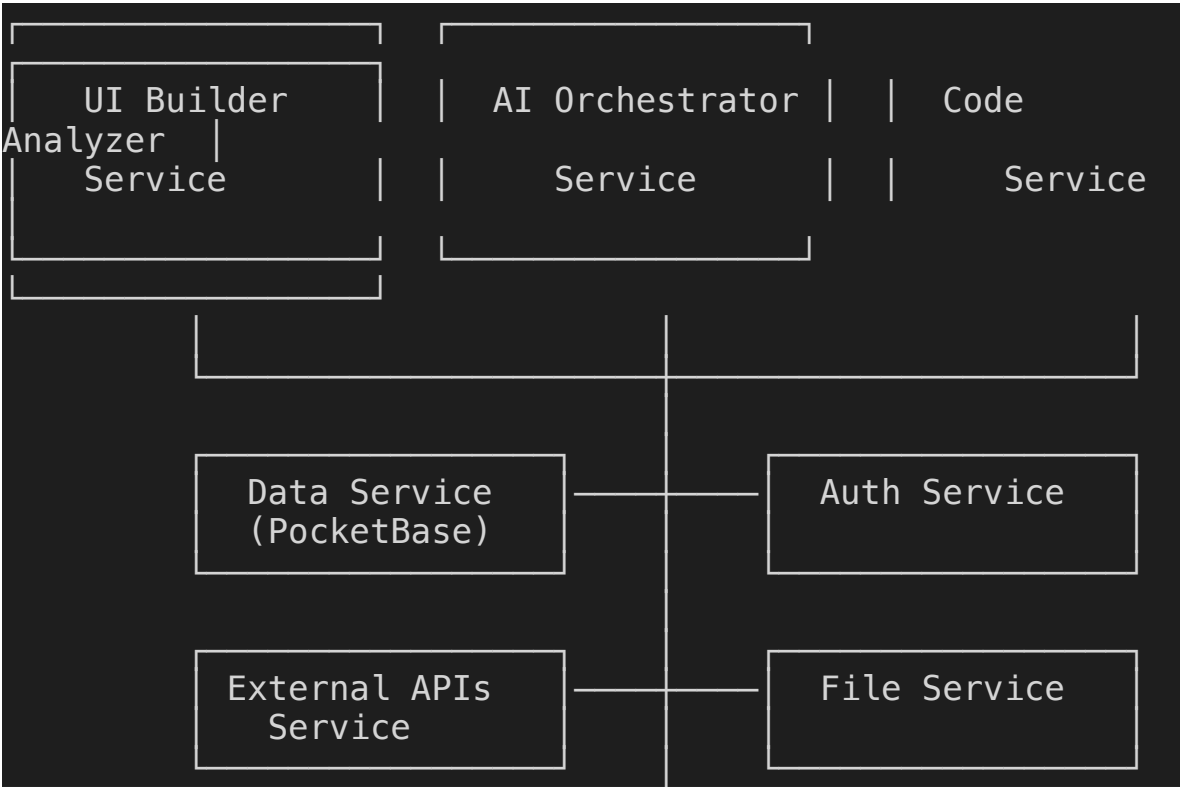 UI Builder AI Orchestrator Code
Analyzer
Service Service Service
Data Service Auth Service
(PocketBase)
External APIs File Service
Service